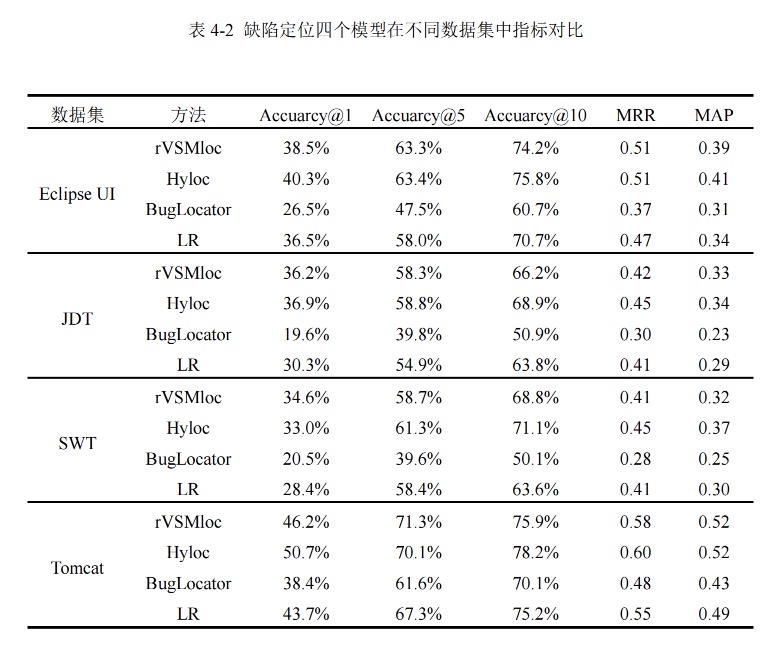 表 4-2 缺陷定位四个模型在不同数据集中指标对比
数据集 方法 Accuarcy@1 Accuarcy@5 Accuarcy@10 MRR MAP
rVSMloc 38.5% 63.3% 74.2% 0.51 0.39
Hyloc 40.3% 63.4% 75.8% 0.51 0.41
Eclipse UI
BugLocator 26.5% 47.5% 60.7% 0.37 0.31
LR 36.5% 58.0% 70.7% 0.47 0.34
rVSMloc 36.2% 58.3% 66.2% 0.42 0.33
Hyloc 36.9% 58.8% 68.9% 0.45 0.34
JDT
BugLocator 19.6% 39.8% 50.9% 0.30 0.23
LR 30.3% 54.9% 63.8% 0.41 0.29
rVSMloc 34.6% 58.7% 68.8% 0.41 0.32
Hyloc 33.0% 61.3% 71.1% 0.45 0.37
SWT
BugLocator 20.5% 39.6% 50.1% 0.28 0.25
LR 28.4% 58.4% 63.6% 0.41 0.30
rVSMloc 46.2% 71.3% 75.9% 0.58 0.52
Hyloc 50.7% 70.1% 78.2% 0.60 0.52
Tomcat
BugLocator 38.4% 61.6% 70.1% 0.48 0.43
LR 43.7% 67.3% 75.2% 0.55 0.49